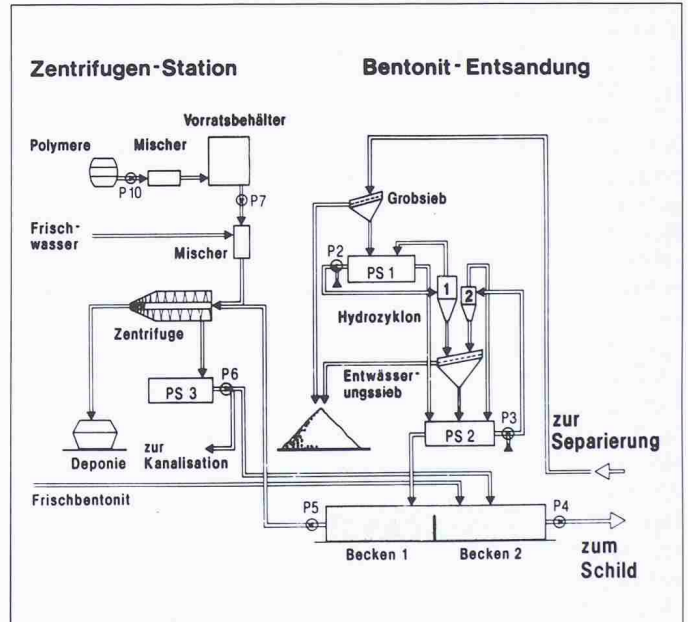 Zentrifugen-Station
Bentonit-Entsandung
Vorratsbehälter
Polymere
Mischer
P10
P7
Grobsieb
Frisch-
wasser
Mischer
P2
PS 1
1
2
Hydrozyklon
Zentrifuge
P6
PS 3
Entwässer-
ungssieb
P3
PS 2
zur
Separierung
Deponie
zur
Kanalisation
Frischbentonit
P5
P4
Becken 1
Becken 2
zum
Schild